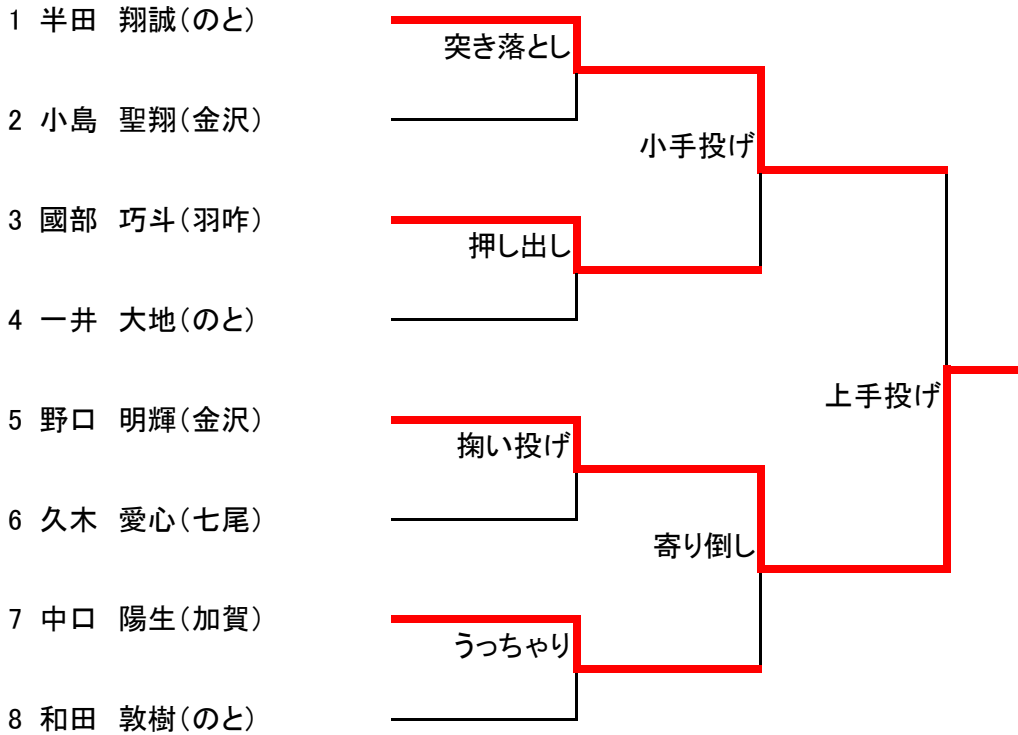 1 半田　翔誠（のと）
突き落とし
2 小島　聖翔（金沢）
小手投げ
3 國部　巧斗（羽咋）
押し出し
4 一井　大地（のと）
上手投げ
5 野口　明輝（金沢）
掬い投げ
6 久木　愛心（七尾）
寄り倒し
7 中口　陽生（加賀）
うっちゃり
8 和田　敦樹（のと）